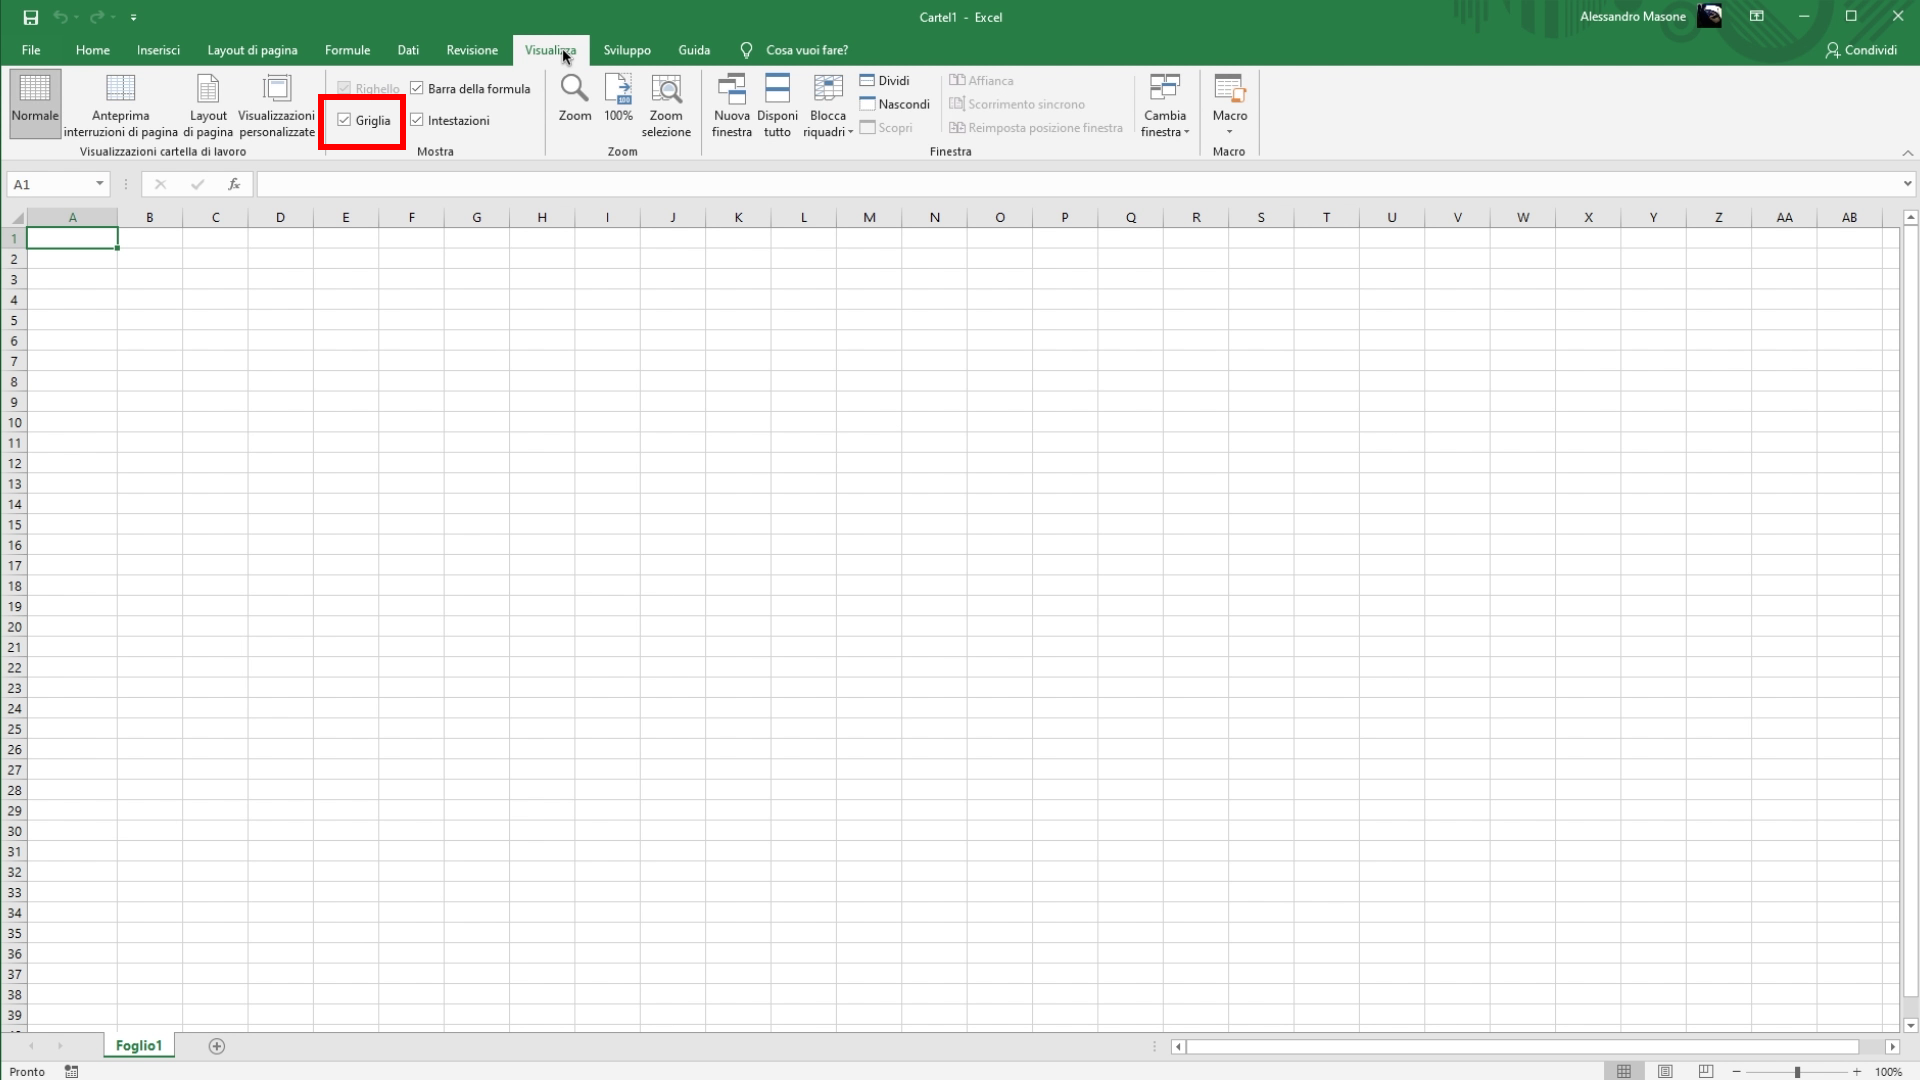 Cartel1 - Excel
Alessandro Masone
File Home Inserisci Layout di pagina Formule Dati Revisione Visualizza Sviluppo Guida Cosa vuoi fare? Condividi
Normale
Anteprima
interruzioni di pagina
Layout
di pagina
Visualizzazioni
personalizzate
Visualizzazioni cartella di lavoro
Righello Barra della formula
Griglia Intestazioni
Mostra
Zoom
100%
Zoom
selezione
Zoom
Nuova
finestra
Disponi
tutto
Blocca
riquadri
Dividi
Nascondi
Scopri
Affianca
Scorrimento sincrono
Reimposta posizione finestra
Finestra
Cambia
finestra
Macro
Macro
A1 fx
A B C D E F G H I J K L M N O P Q R S T U V W X Y Z AA AB
1
2
3
4
5
6
7
8
9
10
11
12
13
14
15
16
17
18
19
20
21
22
23
24
25
26
27
28
29
30
31
32
33
34
35
36
37
38
39
Foglio1
Pronto 100%